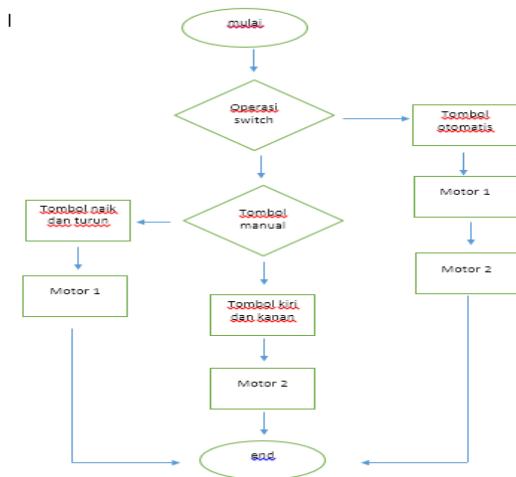 I
mulai
Operasi
switch
Tombol
otomatis
Motor 1
Motor 2
Tombol
manual
Tombol naik
dan turun
Motor 1
Tombol kiri
dan kanan
Motor 2
end